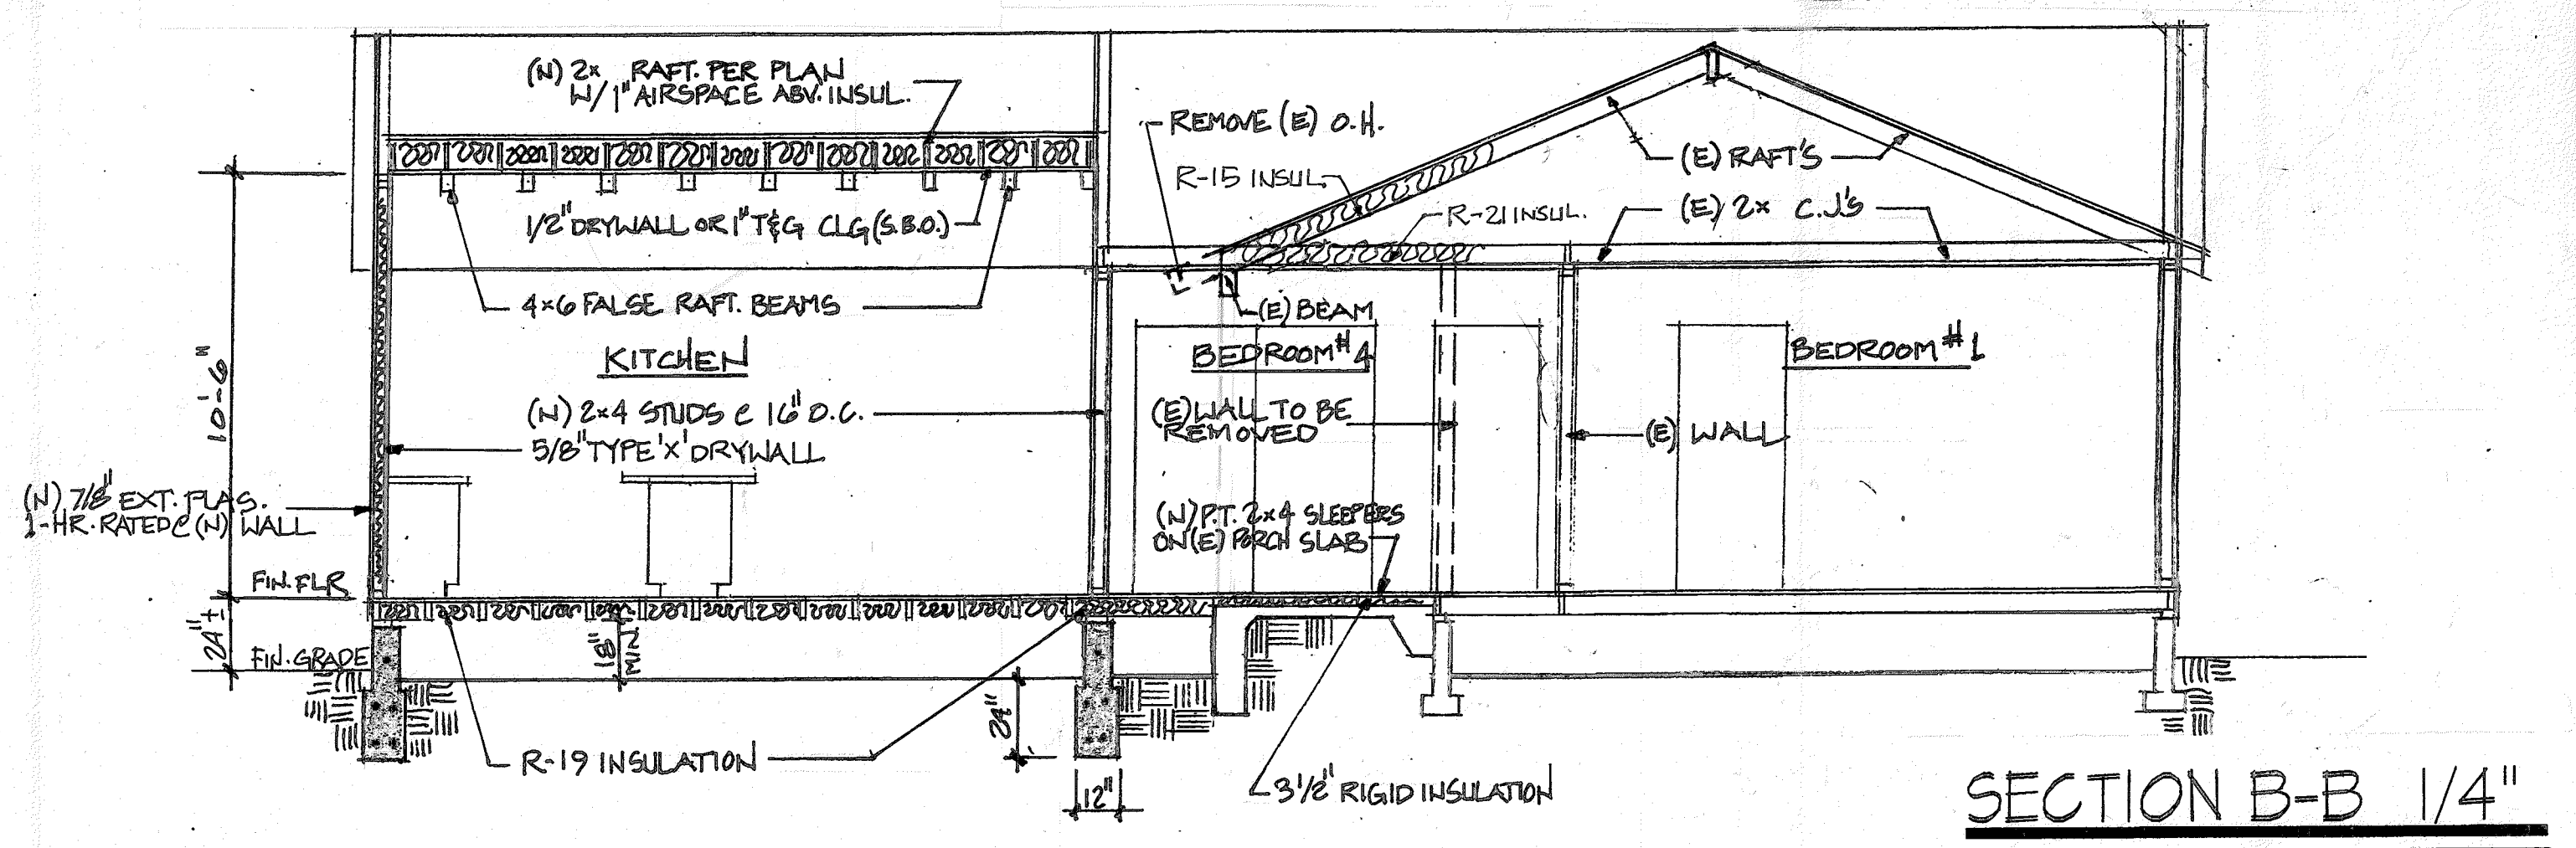 (N) 2x RAFT. PER PLAN
W/ 1" AIRSPACE ABV. INSUL.
REMOVE (E) O.H.
(E) RAFT'S
R-15 INSUL.
R-21 INSUL.
(E) 2x C.J.'S
1/2" DRYWALL OR 1" T&G CLG (S.B.O.)
4x6 FALSE RAFT. BEAMS
(E) BEAM
KITCHEN
BEDROOM #4
BEDROOM #1
10'-6"
(N) 2x4 STUDS @ 16" O.C.
5/8" TYPE 'X' DRYWALL
(E) WALL TO BE
REMOVED
(E) WALL
(N) 7/8" EXT. PLAS.
1-HR. RATED @ (N) WALL
(N) P.T. 2x4 SLEEPERS
ON (E) PORCH SLAB
FIN. FLR
24" ±
18"
MIN.
FIN. GRADE
24"
R-19 INSULATION
12"
3 1/2" RIGID INSULATION
SECTION B-B 1/4"